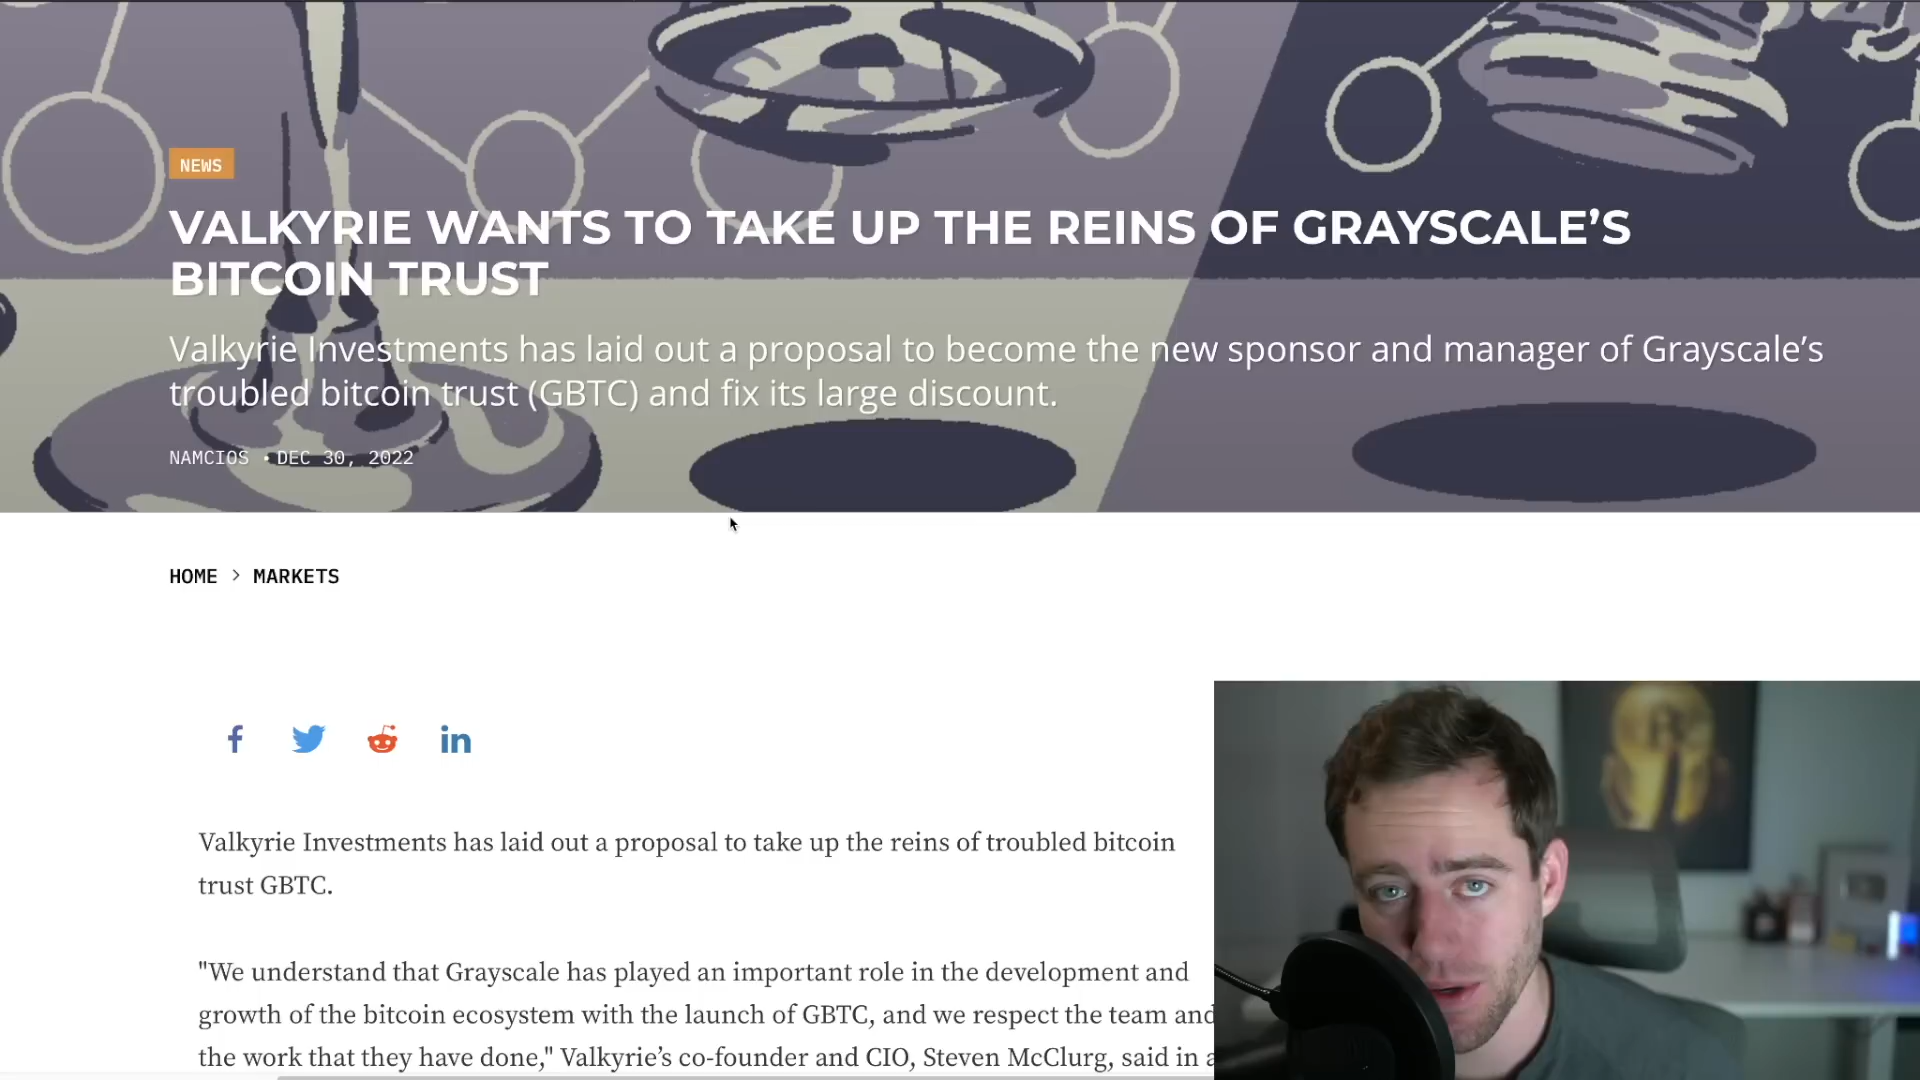 NEWS
VALKYRIE WANTS TO TAKE UP THE REINS OF GRAYSCALE’S
BITCOIN TRUST
Valkyrie Investments has laid out a proposal to become the new sponsor and manager of Grayscale’s
troubled bitcoin trust (GBTC) and fix its large discount.
NAMCIOS • DEC 30, 2022
HOME > MARKETS
Valkyrie Investments has laid out a proposal to take up the reins of troubled bitcoin
trust GBTC.
"We understand that Grayscale has played an important role in the development and
growth of the bitcoin ecosystem with the launch of GBTC, and we respect the team and
the work that they have done," Valkyrie’s co-founder and CIO, Steven McClurg, said in a